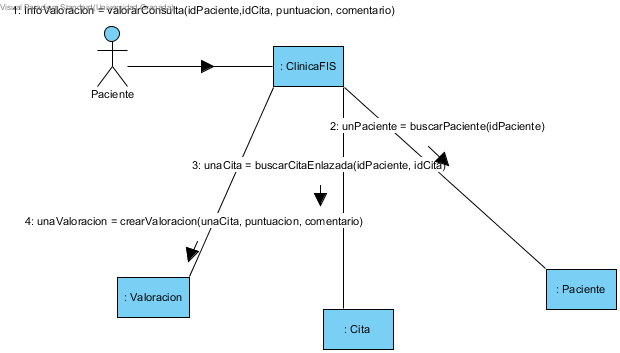 1: infoValoracion = valorarConsulta(idPaciente,idCita, puntuacion, comentario)
: ClinicaFIS
Paciente
2: unPaciente = buscarPaciente(idPaciente)
3: unaCita = buscarCitaEnlazada(idPaciente, idCita)
4: unaValoracion = crearValoracion(unaCita, puntuacion, comentario)
: Valoracion
: Paciente
: Cita